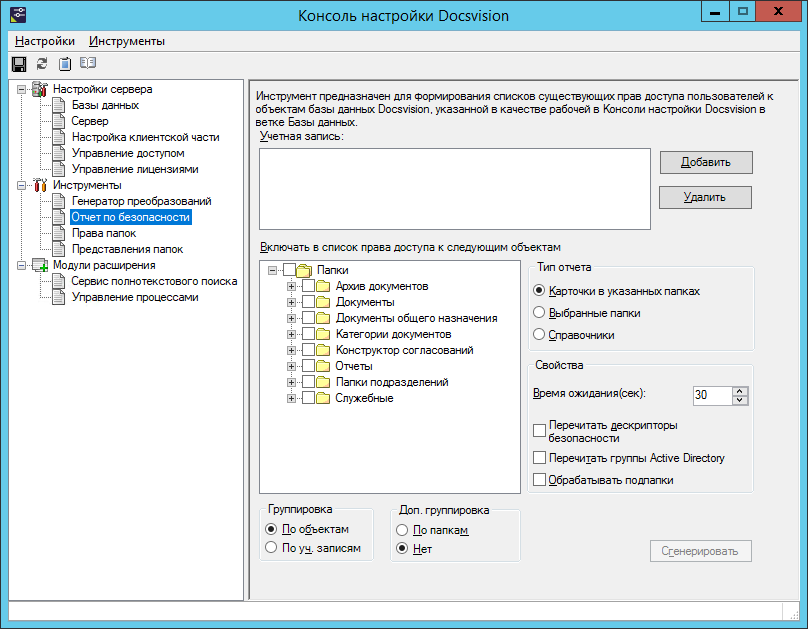 Консоль настройки Docsvision
Настройки Инструменты
Настройки сервера
Базы данных
Сервер
Настройка клиентской части
Управление доступом
Управление лицензиями
Инструменты
Генератор преобразований
Отчет по безопасности
Права папок
Представления папок
Модули расширения
Сервис полнотекстового поиска
Управление процессами
Инструмент предназначен для формирования списков существующих прав доступа пользователей к
объектам базы данных Docsvision, указанной в качестве рабочей в Консоли настройки Docsvision в
ветке Базы данных.
Учетная запись:
Добавить
Удалить
Включать в список права доступа к следующим объектам
Папки
Архив документов
Документы
Документы общего назначения
Категории документов
Конструктор согласований
Отчеты
Папки подразделений
Служебные
Тип отчета
Карточки в указанных папках
Выбранные папки
Справочники
Свойства
Время ожидания(сек):
30
Перечитать дескрипторы
безопасности
Перечитать группы Active Directory
Обрабатывать подпапки
Группировка
По объектам
По уч. записям
Доп. группировка
По папкам
Нет
Сгенерировать